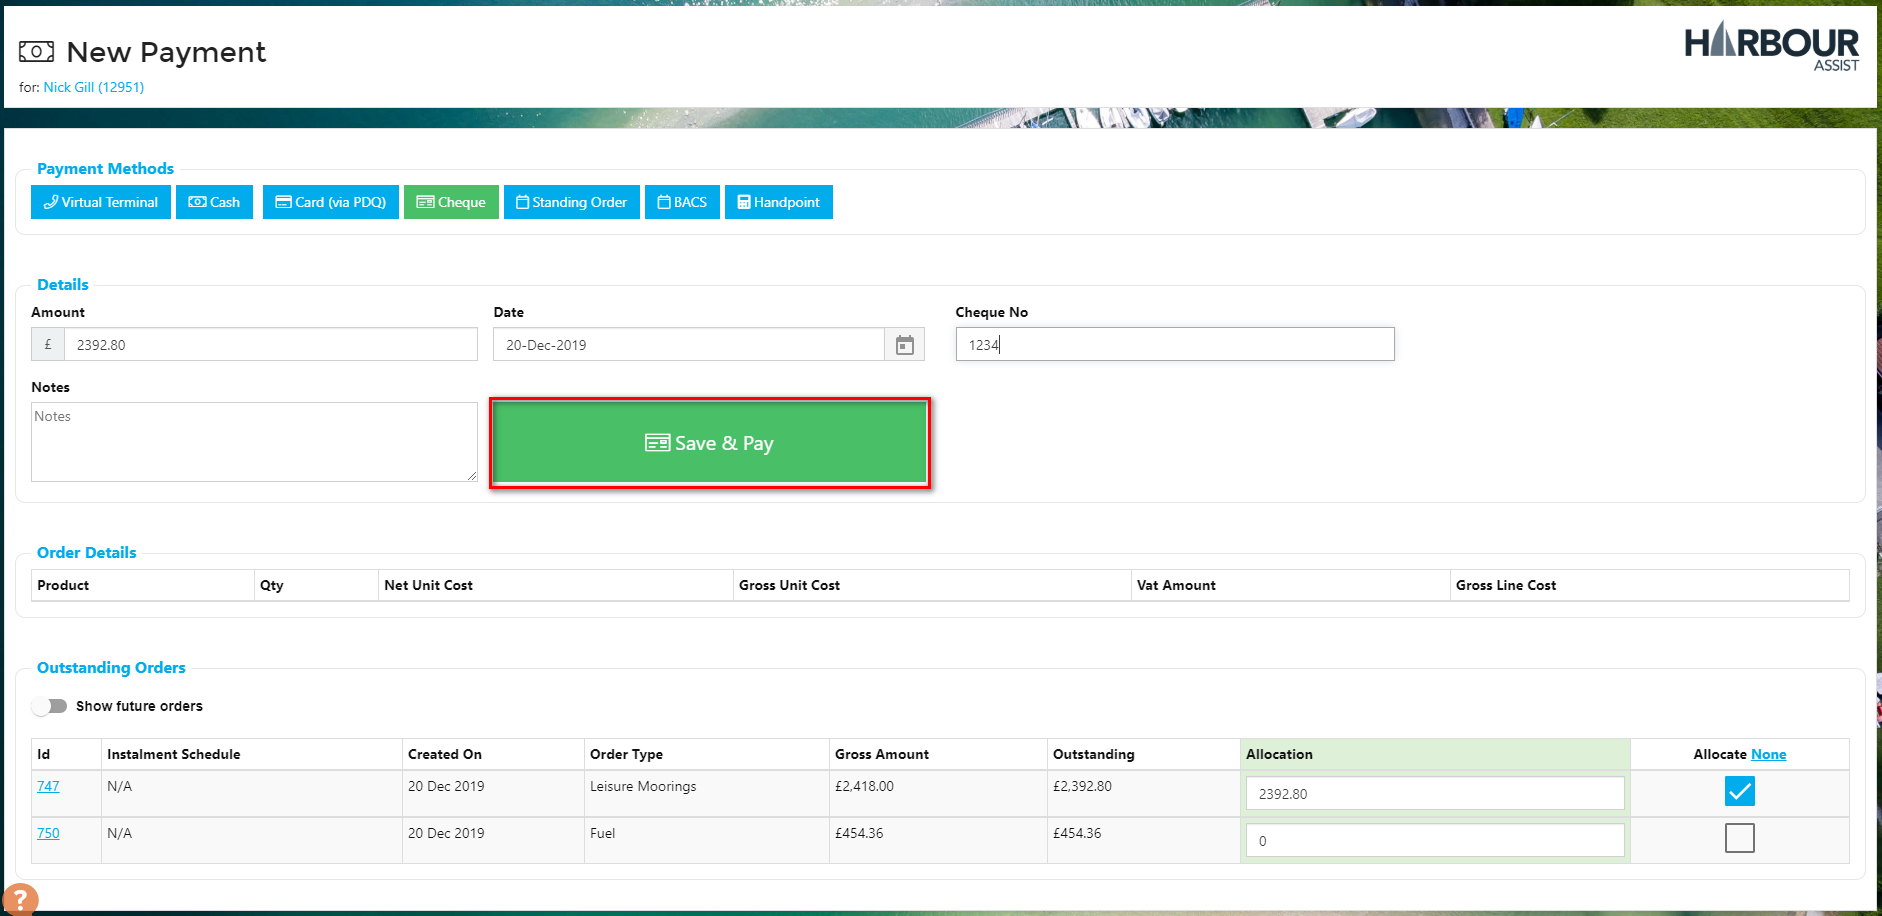 New Payment
HARBOUR
ASSIST
for: Nick Gill (12951)
Payment Methods
Virtual Terminal Cash Card (via PDQ) Cheque Standing Order BACS Handpoint
Details
Amount Date Cheque No
£ 2392.80 20-Dec-2019 1234
Notes
Notes
Save & Pay
Order Details
Product Qty Net Unit Cost Gross Unit Cost Vat Amount Gross Line Cost
Outstanding Orders
Show future orders
Id Instalment Schedule Created On Order Type Gross Amount Outstanding Allocation Allocate None
747 N/A 20 Dec 2019 Leisure Moorings £2,418.00 £2,392.80 2392.80
750 N/A 20 Dec 2019 Fuel £454.36 £454.36 0
?